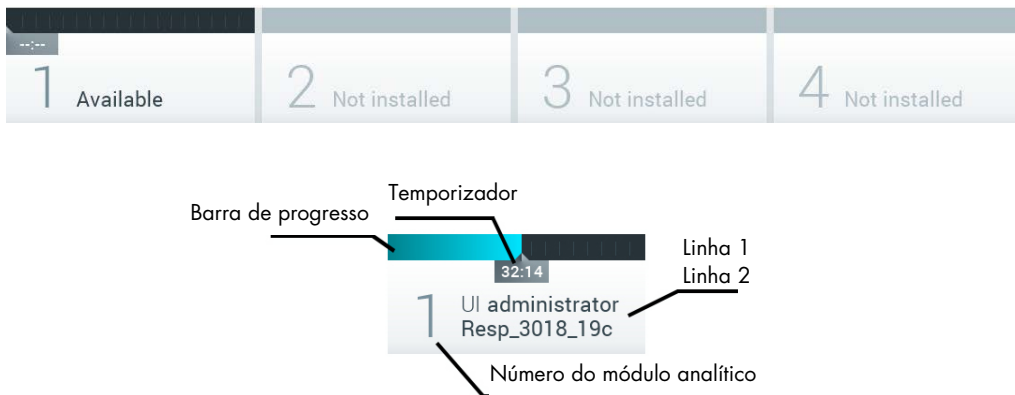 --:--
1 Available
2 Not installed
3 Not installed
4 Not installed
Temporizador
Barra de progresso
Linha 1
Linha 2
32:14
1 UI administrator
Resp_3018_19c
Número do módulo analítico